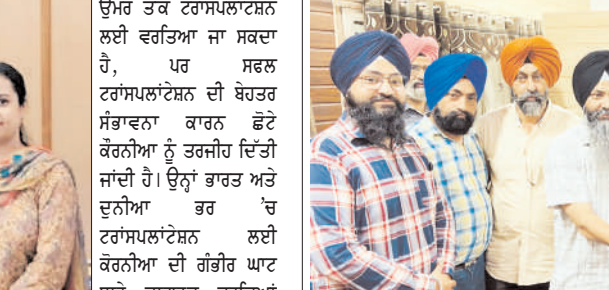 ਉਮਰ ਤੱਕ ਟਰਾਂਸਪਲਾਂਟੇਸ਼ਨ
ਲਈ ਵਰਤਿਆ ਜਾ ਸਕਦਾ
ਹੈ, ਪਰ ਸਫਲ
ਟਰਾਂਸਪਲਾਂਟੇਸ਼ਨ ਦੀ ਬੇਹਤਰ
ਸੰਭਾਵਨਾ ਕਾਰਨ ਛੋਟੇ
ਕੌਰਨੀਆ ਨੂੰ ਤਰਜੀਹ ਦਿੱਤੀ
ਜਾਂਦੀ ਹੈ। ਉਨ੍ਹਾਂ ਭਾਰਤ ਅਤੇ
ਦੁਨੀਆ ਭਰ ’ਚ
ਟਰਾਂਸਪਲਾਂਟੇਸ਼ਨ ਲਈ
ਕੋਰਨੀਆ ਦੀ ਗੰਭੀਰ ਘਾਟ